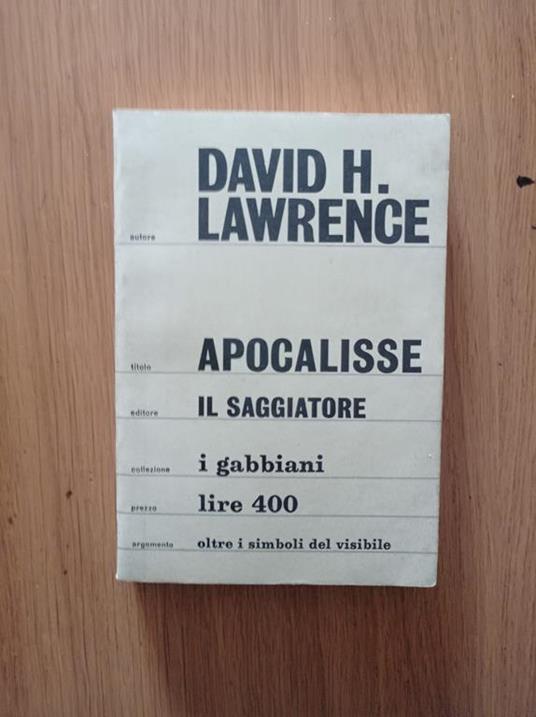 DAVID H.
autore LAWRENCE
titolo APOCALISSE
editore IL SAGGIATORE
collezione i gabbiani
prezzo lire 400
argomento oltre i simboli del visibile